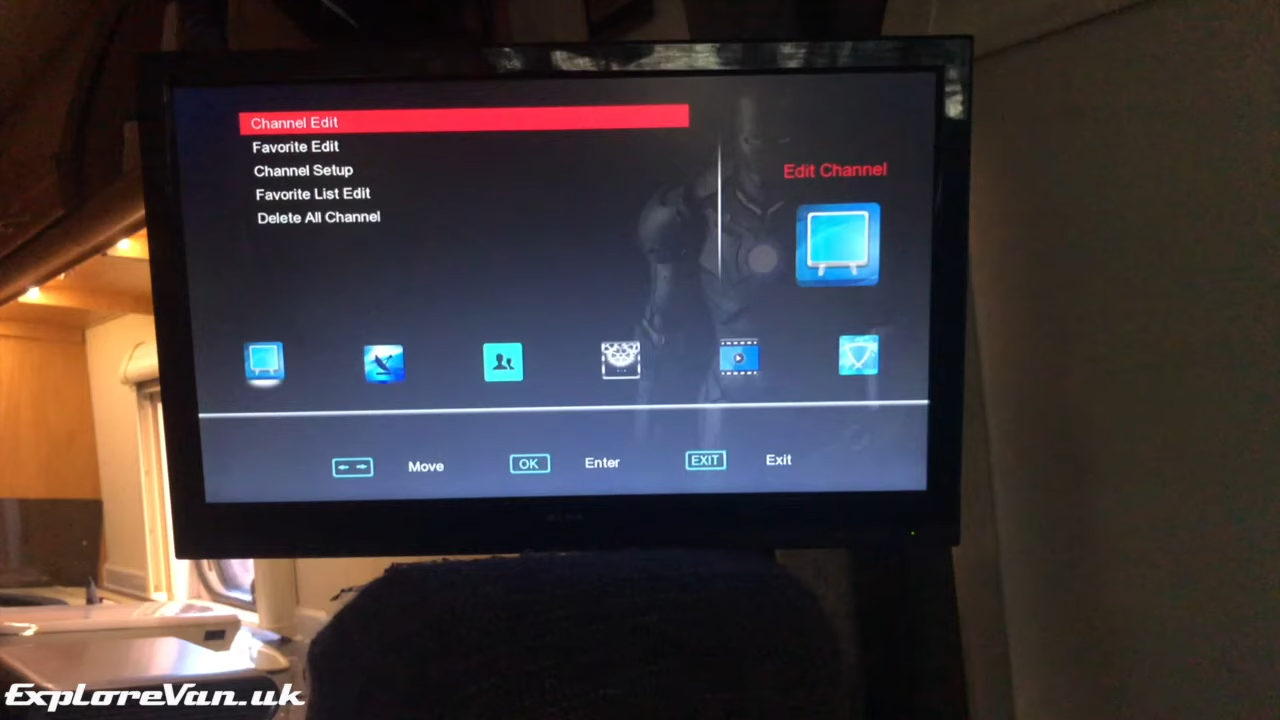 Channel Edit
Favorite Edit
Channel Setup
Favorite List Edit
Delete All Channel
Edit Channel
Move
OK
Enter
EXIT
Exit
ExploreVan.uk